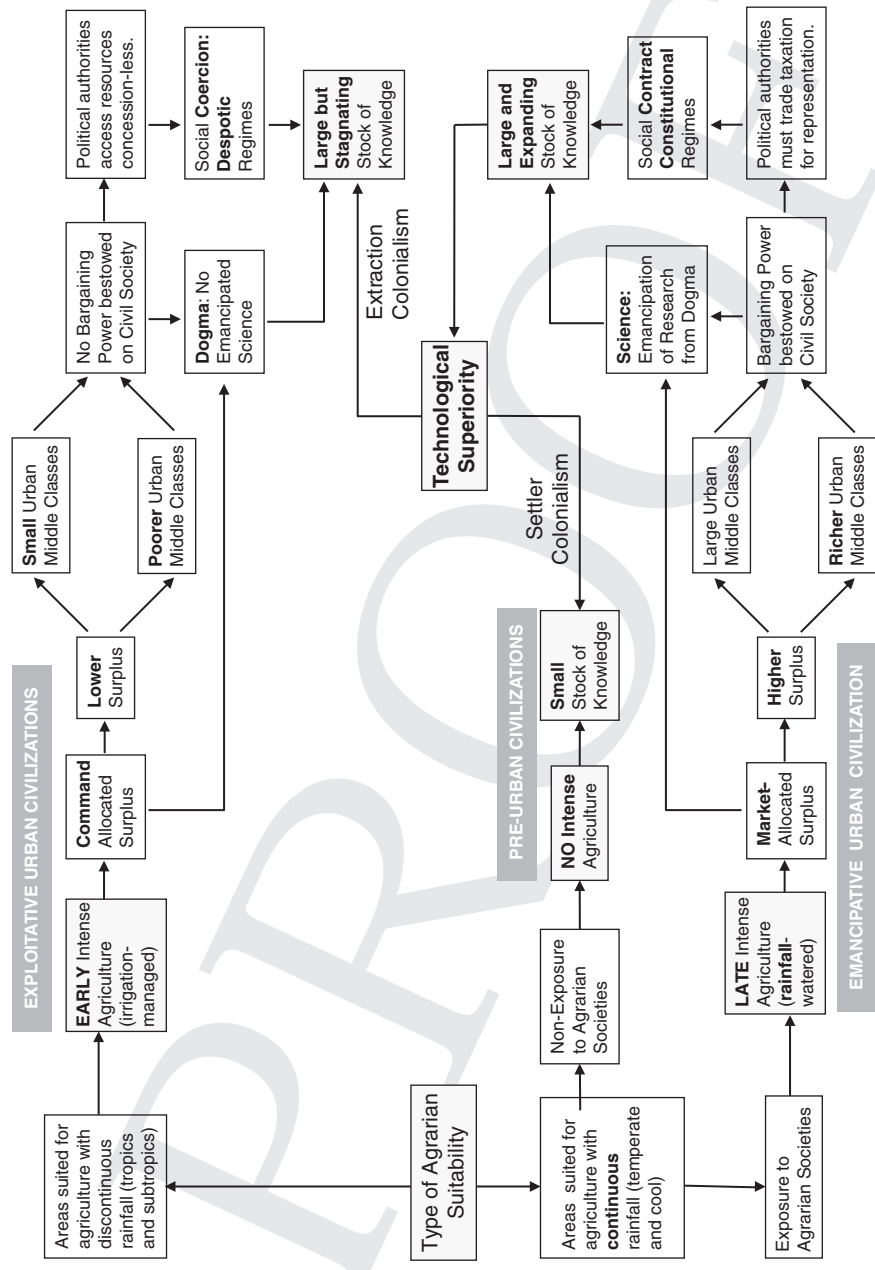 EXPLOITATIVE URBAN CIVILIZATIONS
Areas suited for
agriculture with
discontinuous
rainfall (tropics
and subtropics)
EARLY Intense
Agriculture
(irrigation-
managed)
Command
Allocated
Surplus
Lower
Surplus
Small Urban
Middle Classes
Poorer Urban
Middle Classes
No Bargaining
Power bestowed
on Civil Society
Political authorities
access resources
concession-less.
Dogma: No
Emancipated
Science
Social Coercion:
Despotic
Regimes
Large but
Stagnating
Stock of
Knowledge
Extraction
Colonialism
Type of Agrarian
Suitability
Technological
Superiority
Settler
Colonialism
PRE-URBAN CIVILIZATIONS
Areas suited for
agriculture with
continuous
rainfall (temperate
and cool)
Non-Exposure
to Agrarian
Societies
NO Intense
Agriculture
Small
Stock of
Knowledge
Large and
Expanding
Stock of
Knowledge
Science:
Emancipation
of Research
from Dogma
Social Contract
Constitutional
Regimes
Exposure to
Agrarian Societies
LATE Intense
Agriculture
(rainfall-
watered)
Market-
Allocated
Surplus
Higher
Surplus
Large Urban
Middle Classes
Richer Urban
Middle Classes
Bargaining Power
bestowed on
Civil Society
Political authorities
must trade taxation
for representation.
EMANCIPATIVE URBAN CIVILIZATION
PROOF